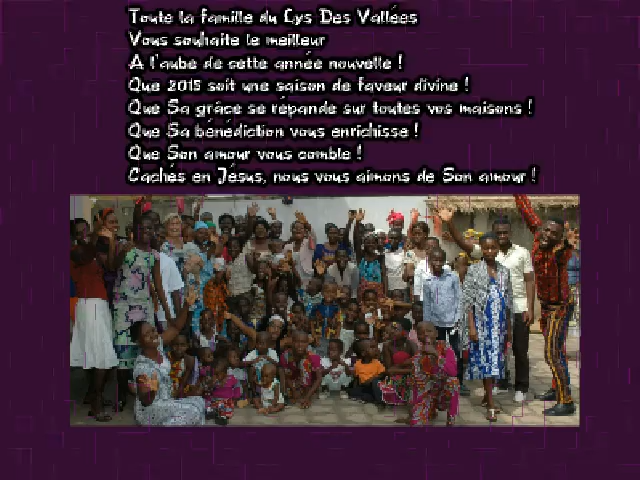 Toute la famille du Lys Des Vallées
Vous souhaite le meilleur
A l'aube de cette année nouvelle !
Que 2015 soit une saison de faveur divine !
Que Sa grâce se répande sur toutes vos maisons !
Que Sa bénédiction vous enrichisse !
Que Son amour vous comble !
Cachés en Jésus, nous vous aimons de Son amour !